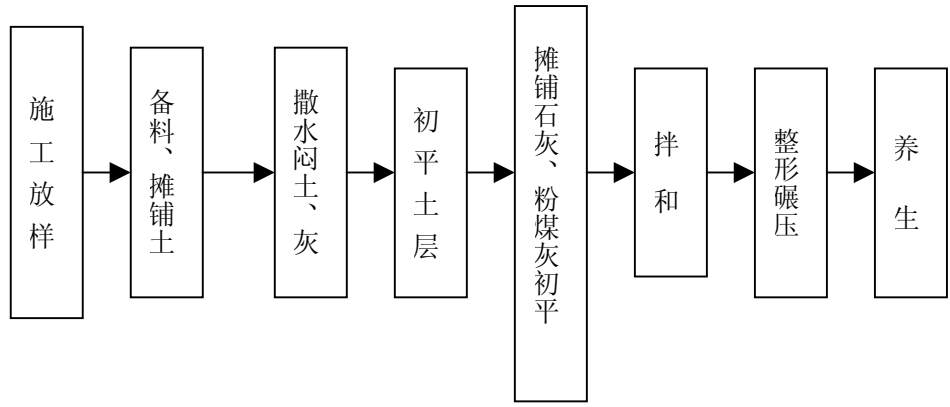 施工放样
备料、摊铺土
撒水闷土、灰
初平土层
摊铺石灰、粉煤灰初平
拌和
整形碾压
养生